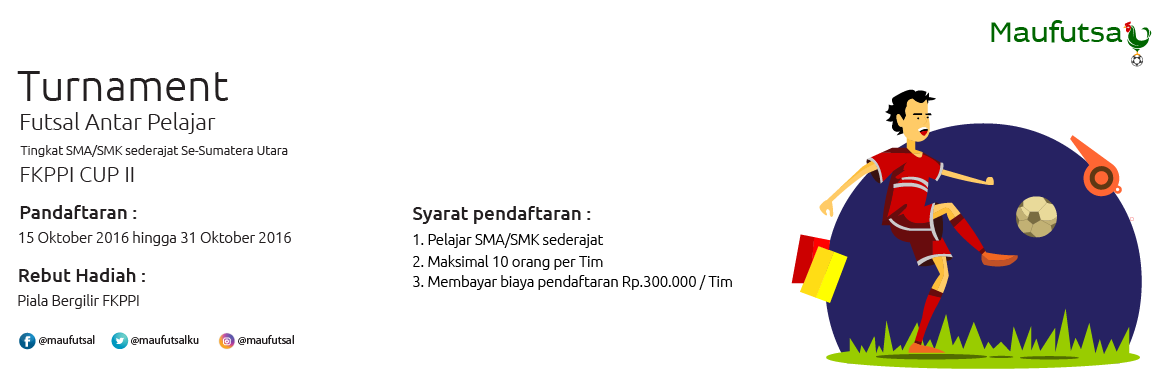 Maufutsal
Turnament
Futsal Antar Pelajar
Tingkat SMA/SMK sederajat Se-Sumatera Utara
FKPPI CUP II
Pandaftaran :
15 Oktober 2016 hingga 31 Oktober 2016
Rebut Hadiah :
Piala Bergilir FKPPI
@maufutsal @maufutsalku @maufutsal
Syarat pendaftaran :
1. Pelajar SMA/SMK sederajat
2. Maksimal 10 orang per Tim
3. Membayar biaya pendaftaran Rp.300.000 / Tim